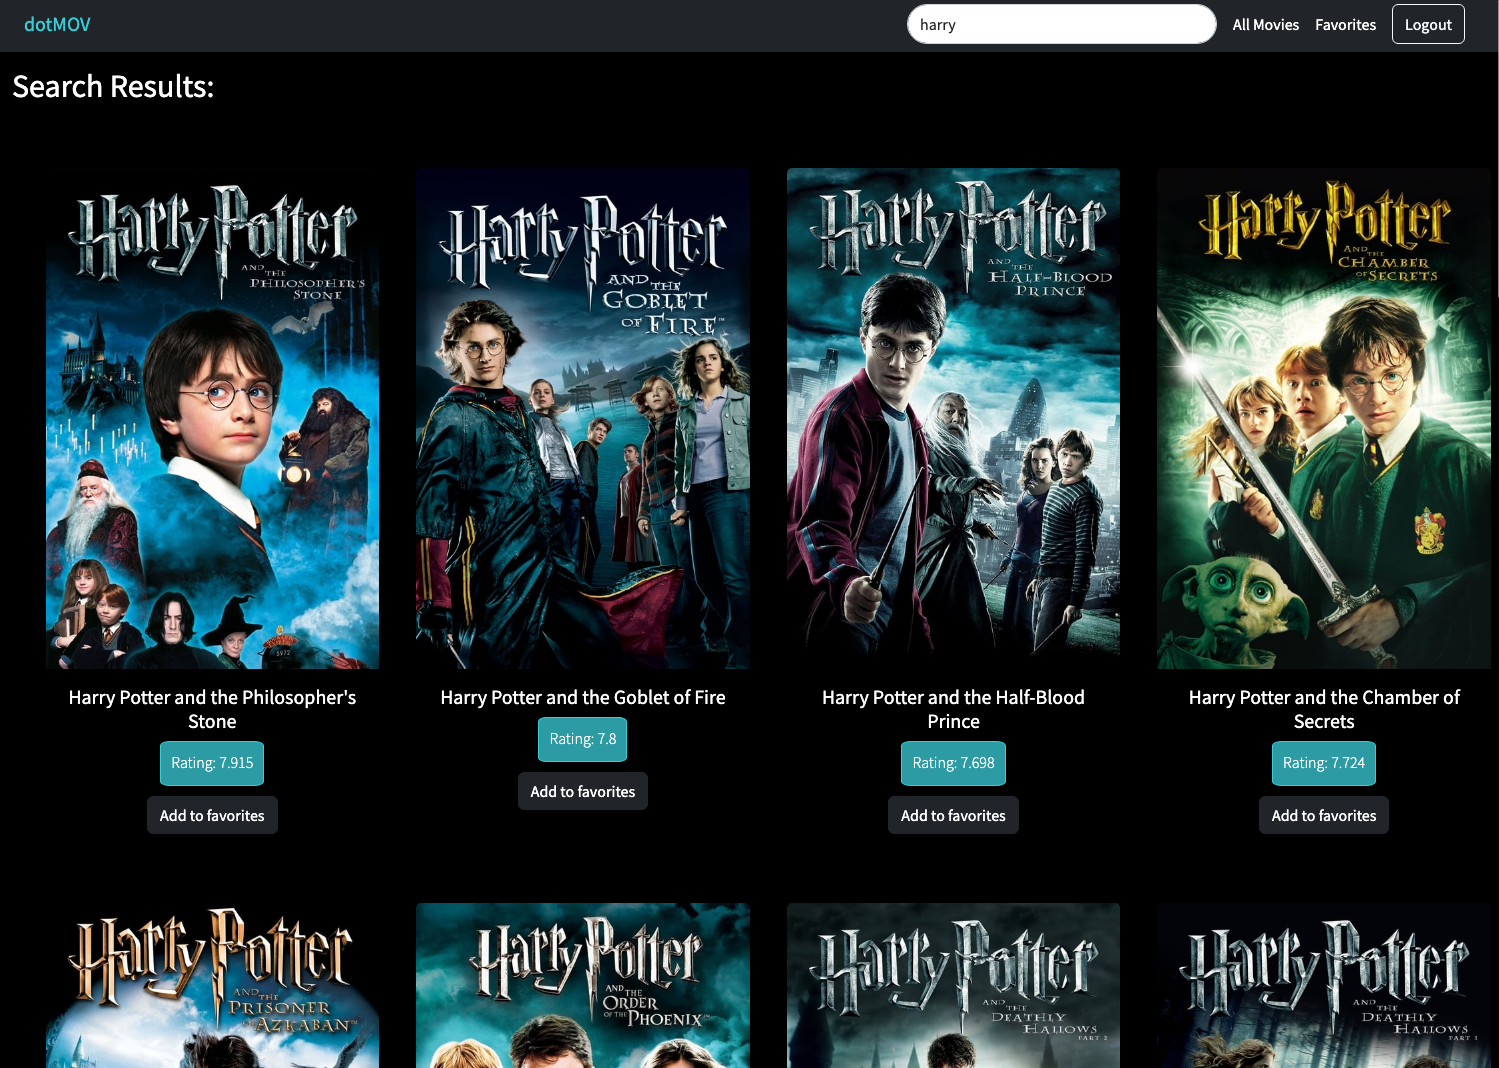 dotMOV
harry
All Movies
Favorites
Logout
Search Results:
Harry Potter
AND THE
PHILOSOPHER'S
STONE
5972
Harry Potter
AND THE
GOBLET
OF FIRE™
Harry Potter
AND THE
HALF-BLOOD
PRINCE
Harry Potter
AND THE
CHAMBER
OF SECRETS
Harry Potter and the Philosopher's
Stone
Rating: 7.915
Add to favorites
Harry Potter and the Goblet of Fire
Rating: 7.8
Add to favorites
Harry Potter and the Half-Blood
Prince
Rating: 7.698
Add to favorites
Harry Potter and the Chamber of
Secrets
Rating: 7.724
Add to favorites
Harry Potter
AND THE
PRISONER
OF AZKABAN™
Harry Potter
AND THE
ORDER
OF THE PHOENIX™
Harry Potter
AND THE
DEATHLY
HALLOWS
PART 2
Harry Potter
AND THE
DEATHLY
HALLOWS
PART 1